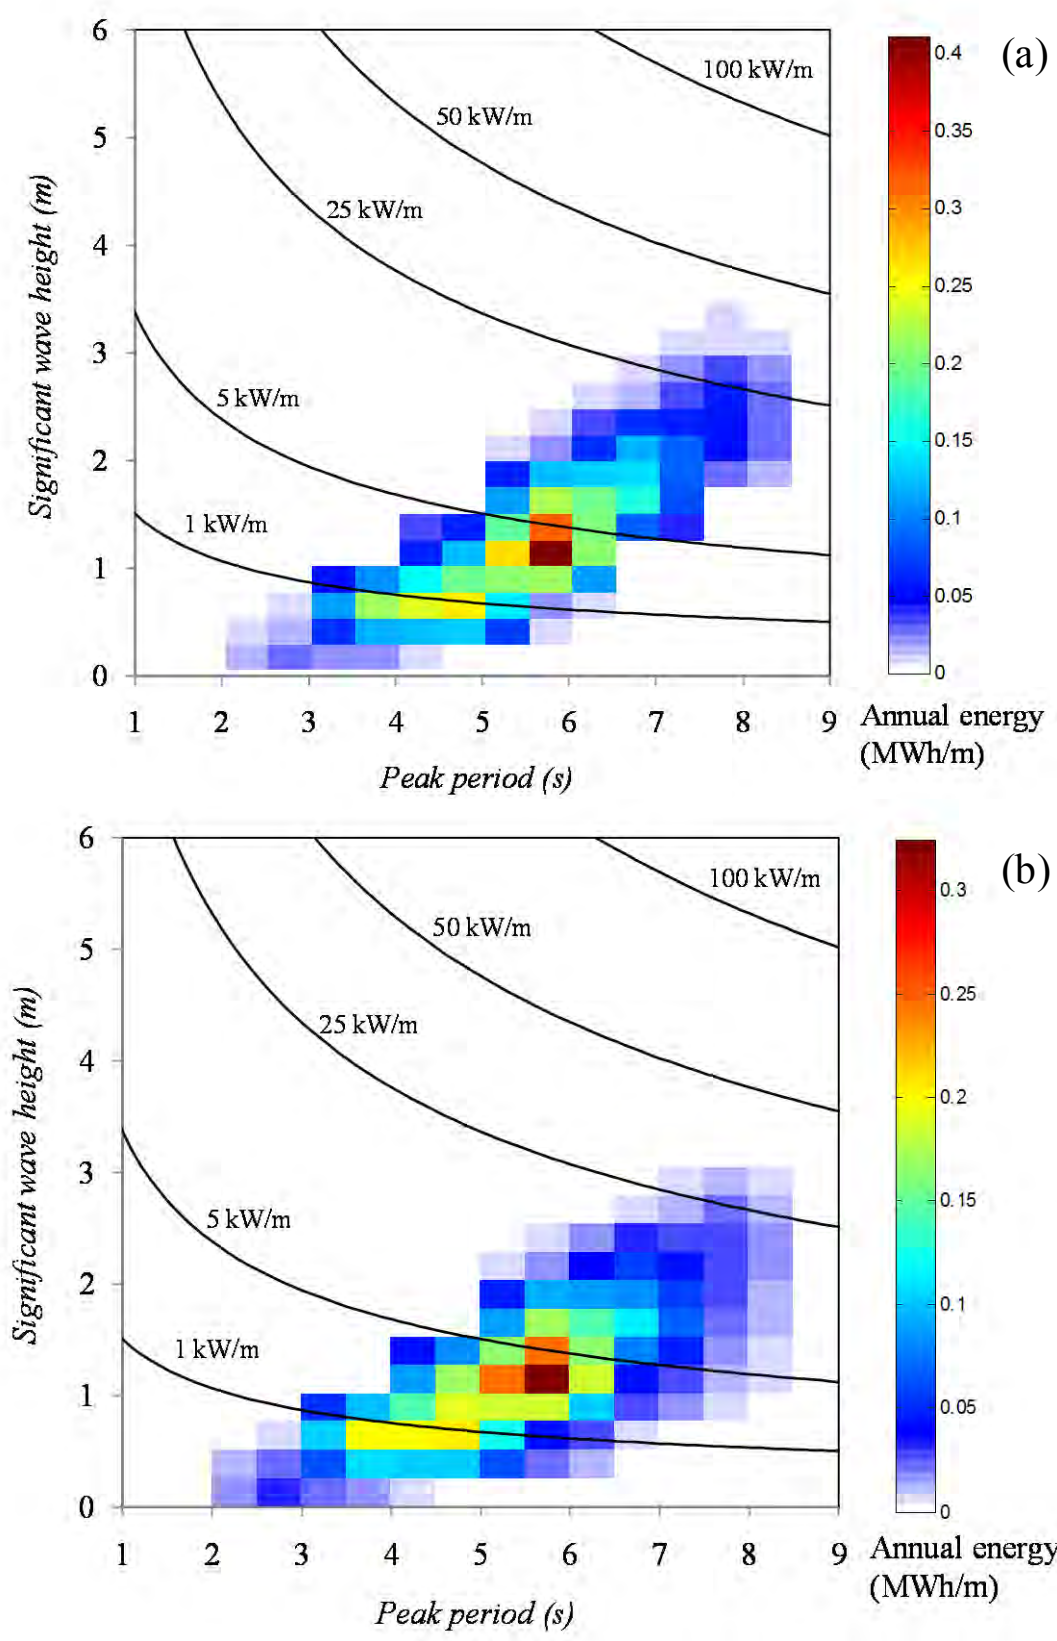 (a)
6
5
4
3
2
1
0
Significant wave height (m)
100 kW/m
50 kW/m
25 kW/m
5 kW/m
1 kW/m
1 2 3 4 5 6 7 8 9
Peak period (s)
0.4
0.35
0.3
0.25
0.2
0.15
0.1
0.05
0
Annual energy
(MWh/m)
(b)
6
5
4
3
2
1
0
Significant wave height (m)
100 kW/m
50 kW/m
25 kW/m
5 kW/m
1 kW/m
1 2 3 4 5 6 7 8
Peak period (s)
0.3
0.25
0.2
0.15
0.1
0.05
0
Annual energy
(MWh/m)